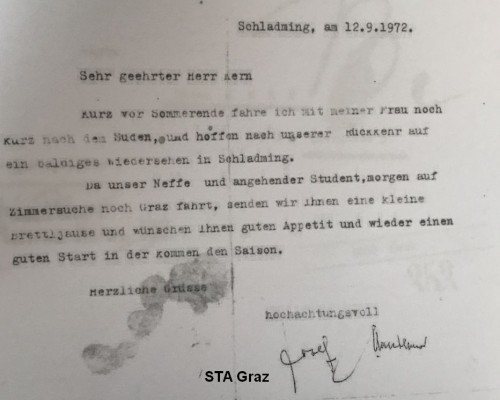 Schladming, am 12.9.1972.
Sehr geehrter Herr Kern
Kurz vor Sommerende fahre ich mit meiner Frau noch
Kurz nach dem Süden, und hoffen nach unserer Rückkehr auf
ein baldiges Wiedersehen in Schladming.
Da unser Neffe und angehender Student,morgen auf
Zimmersuche noch Graz fahrt, senden wir Ihnen eine kleine
Brettljause und wünschen Ihnen guten Appetit und wieder einen
guten Start in der kommen den Saison.
Herzliche Grüsse
hochachtungsvoll
Josef
STA Graz